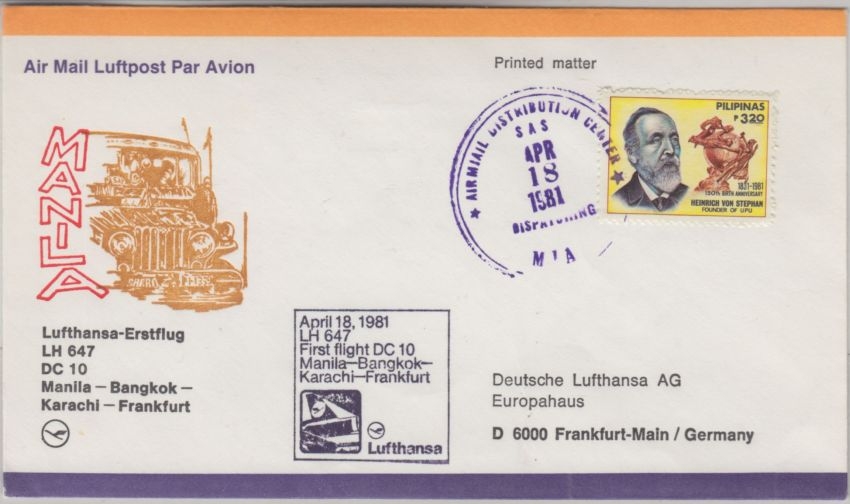 Air Mail Luftpost Par Avion
Printed matter
PILIPINAS
P 3.20
1831-1981
150th BIRTH ANNIVERSARY
HEINRICH VON STEPHAN
FOUNDER OF UPU
AIRMIAIL DISTRIBUTION CENTER
SAS
APR
18
1981
DISPATCHING
MIA
MANILA
Lufthansa-Erstflug
LH 647
DC 10
Manila – Bangkok –
Karachi – Frankfurt
April 18, 1981
LH 647
First flight DC 10
Manila–Bangkok–
Karachi–Frankfurt
Lufthansa
Deutsche Lufthansa AG
Europahaus
D 6000 Frankfurt-Main / Germany